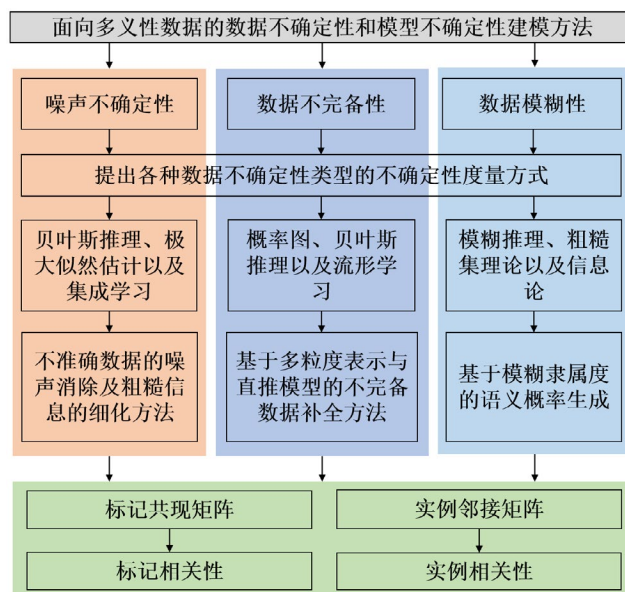 面向多义性数据的数据不确定性和模型不确定性建模方法
噪声不确定性
数据不完备性
数据模糊性
提出各种数据不确定性类型的不确定性度量方式
贝叶斯推理、极
大似然估计以及
集成学习
概率图、贝叶斯
推理以及流形学
习
模糊推理、粗糙
集理论以及信息
论
不准确数据的噪
声消除及粗糙信
息的细化方法
基于多粒度表示与
直推模型的不完备
数据补全方法
基于模糊隶属度
的语义概率生成
标记共现矩阵
实例邻接矩阵
标记相关性
实例相关性